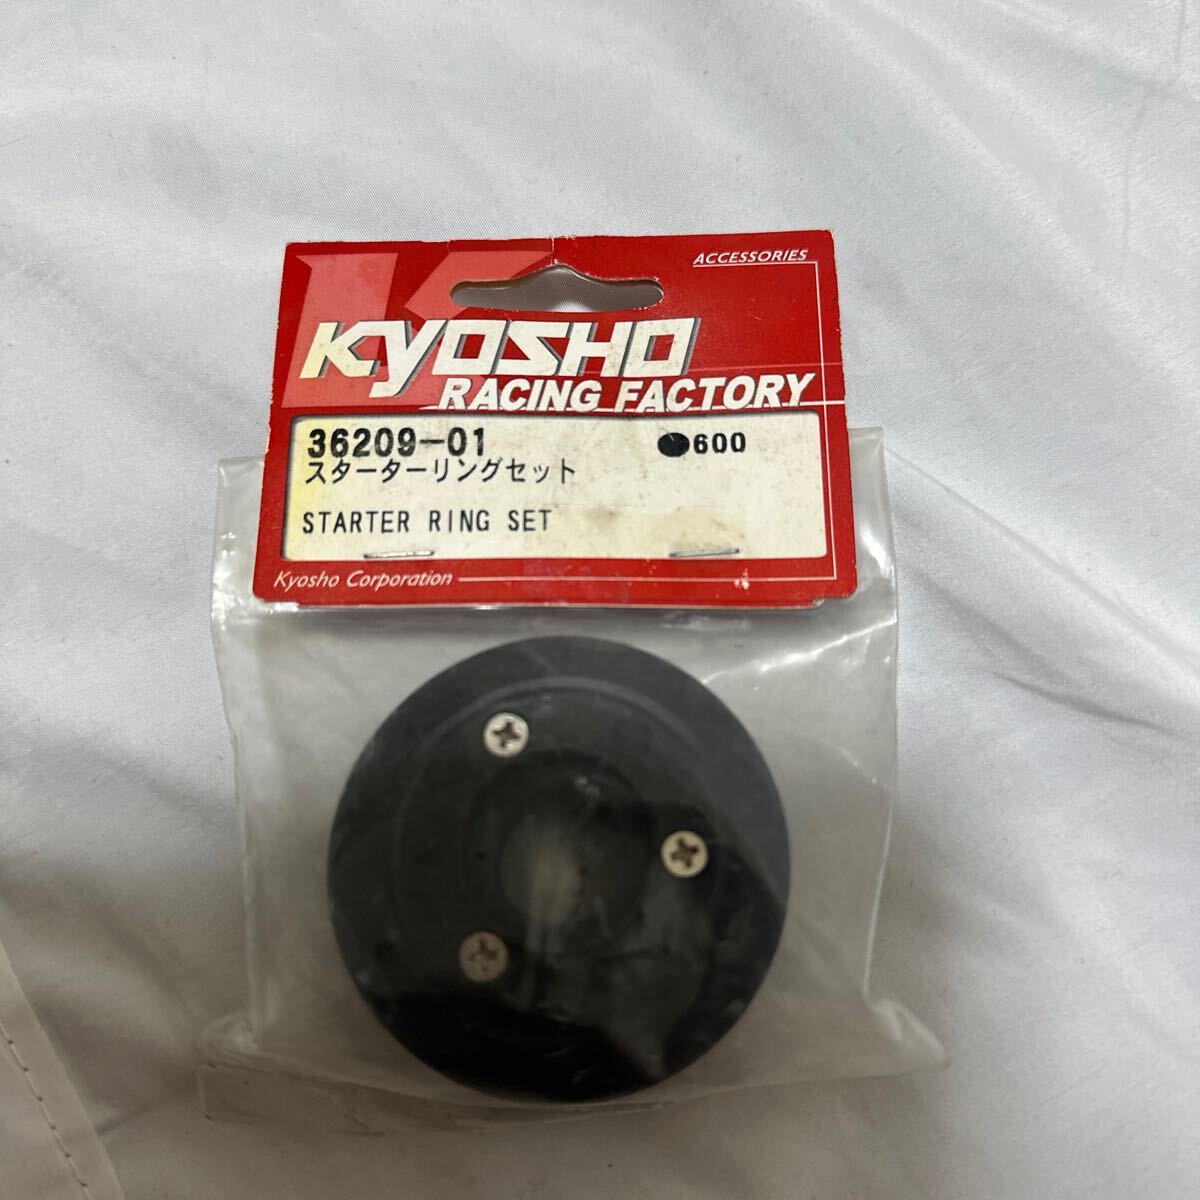 ACCESSORIES
KYOSHO
RACING FACTORY
36209-01 ●600
スターターリングセット
STARTER RING SET
Kyosho Corporation